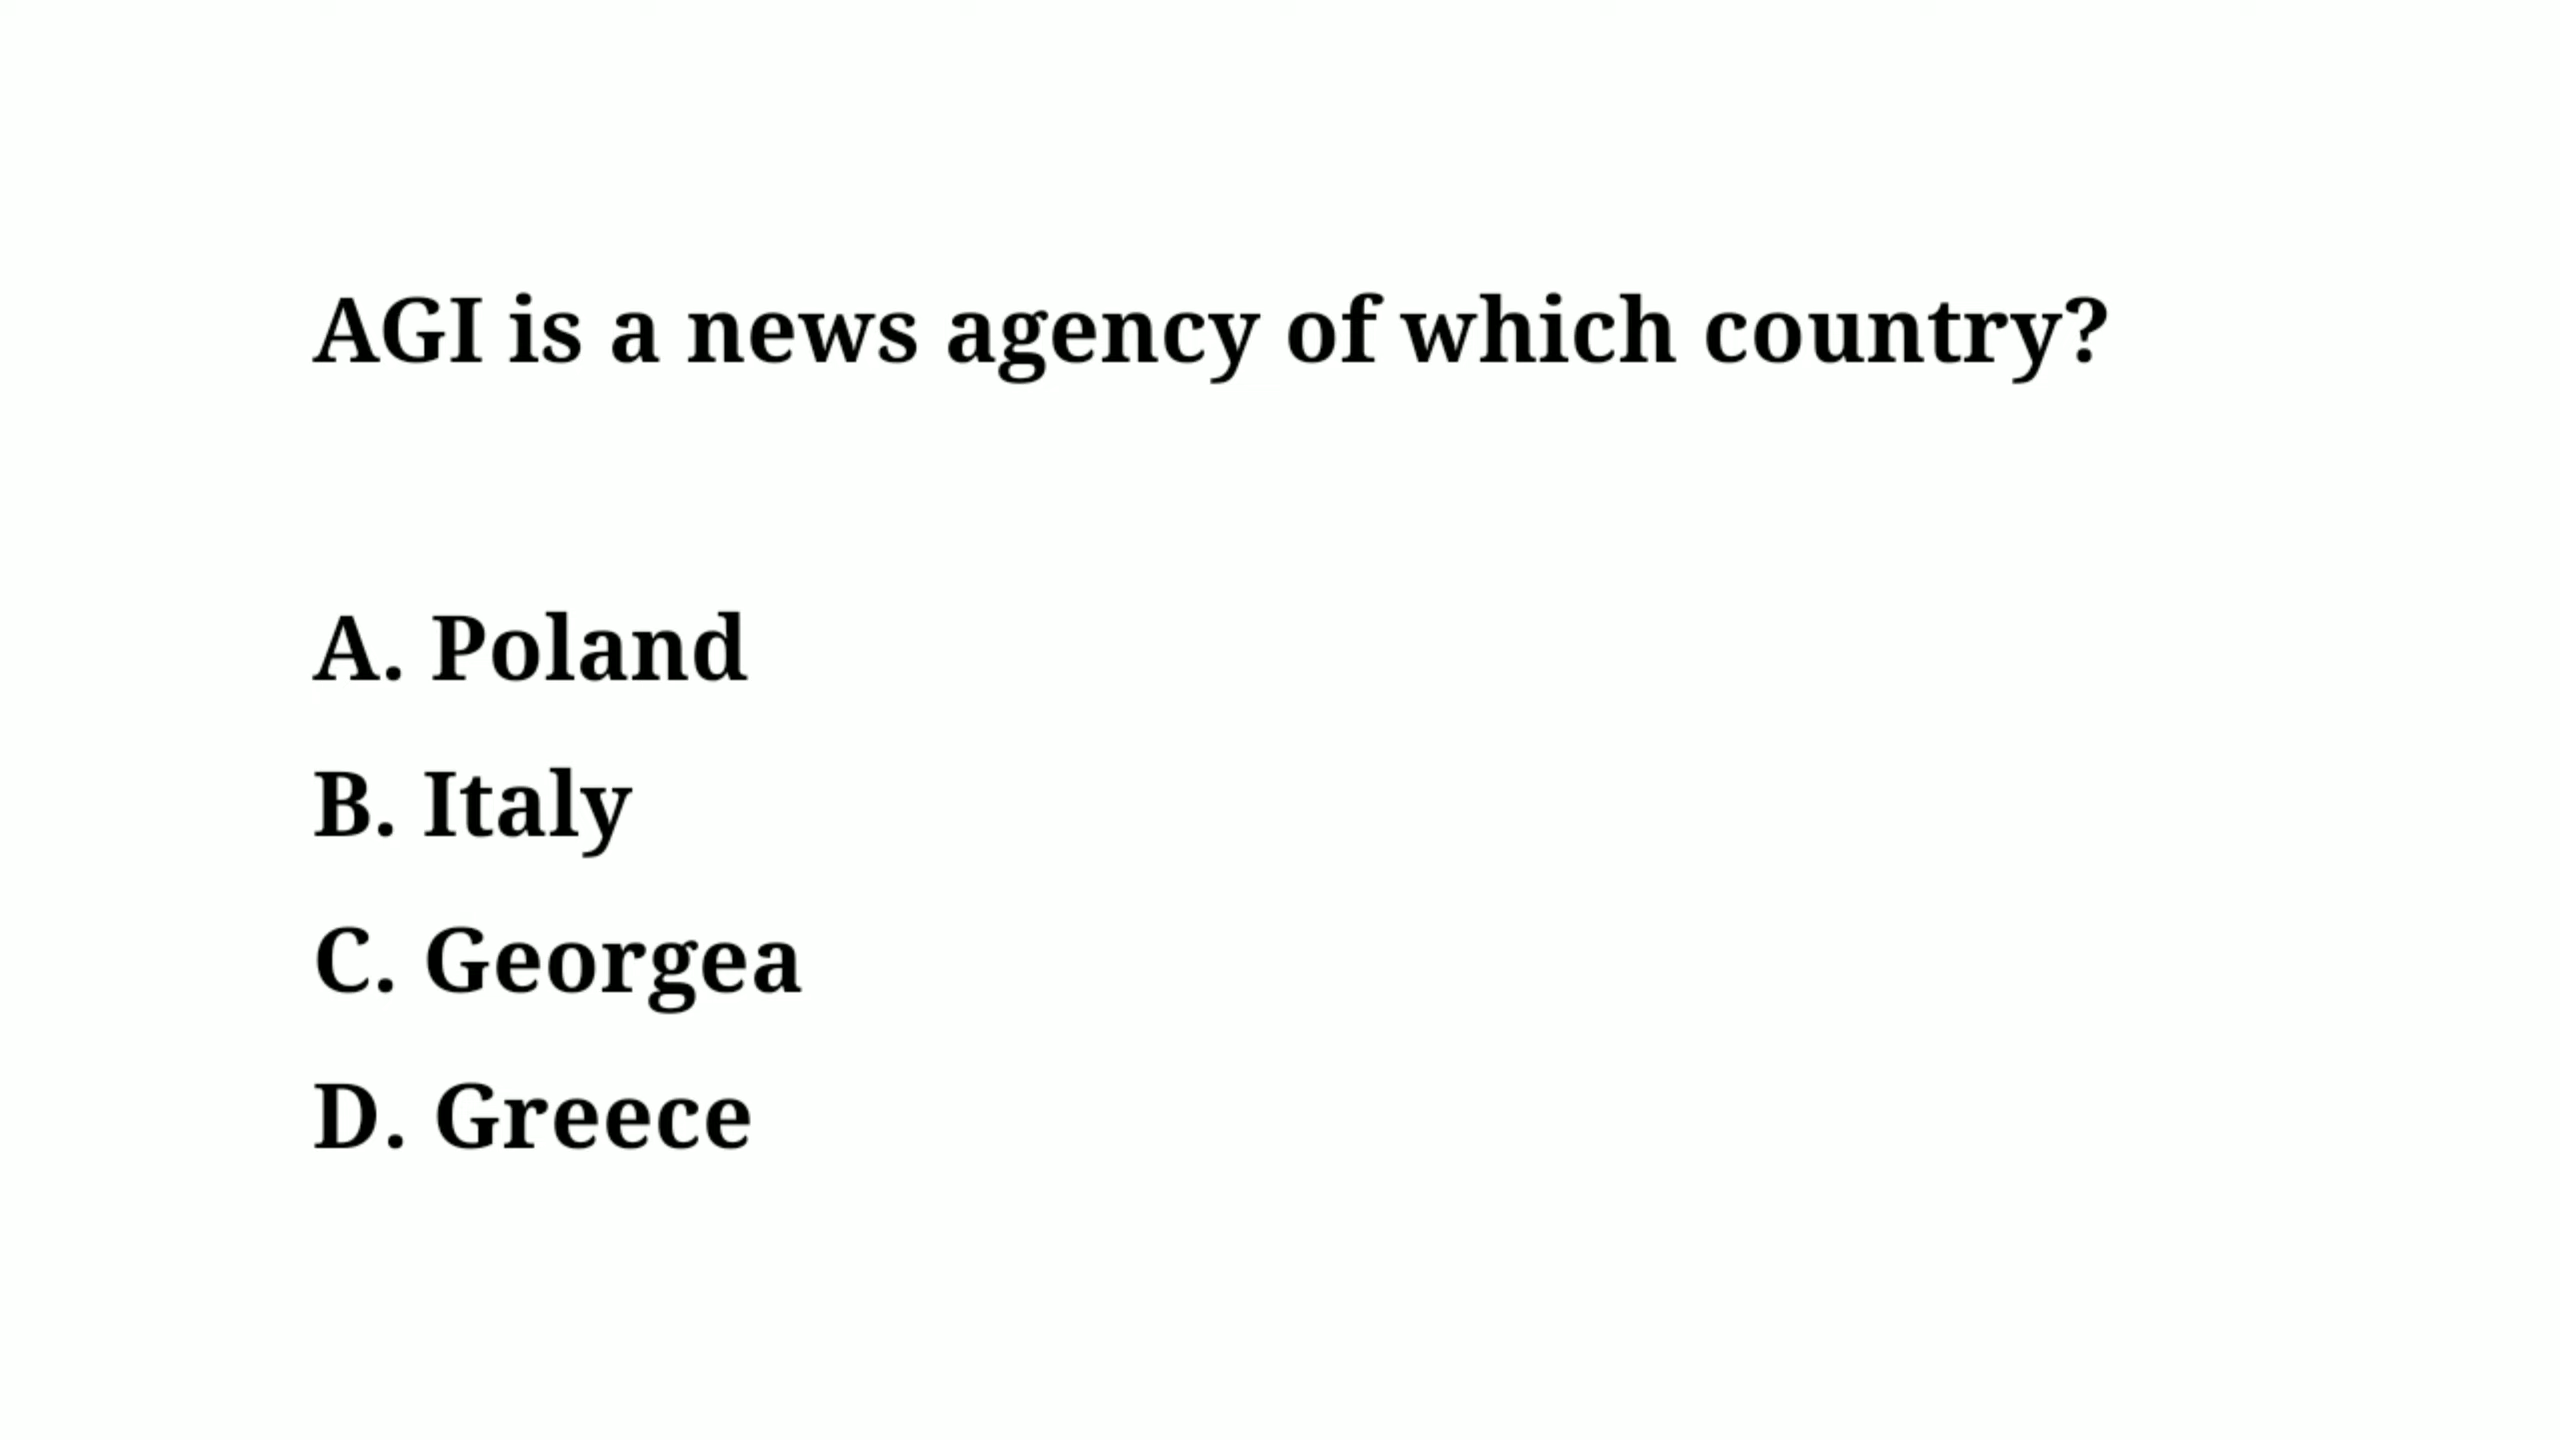 AGI is a news agency of which country?
A. Poland
B. Italy
C. Georgea
D. Greece